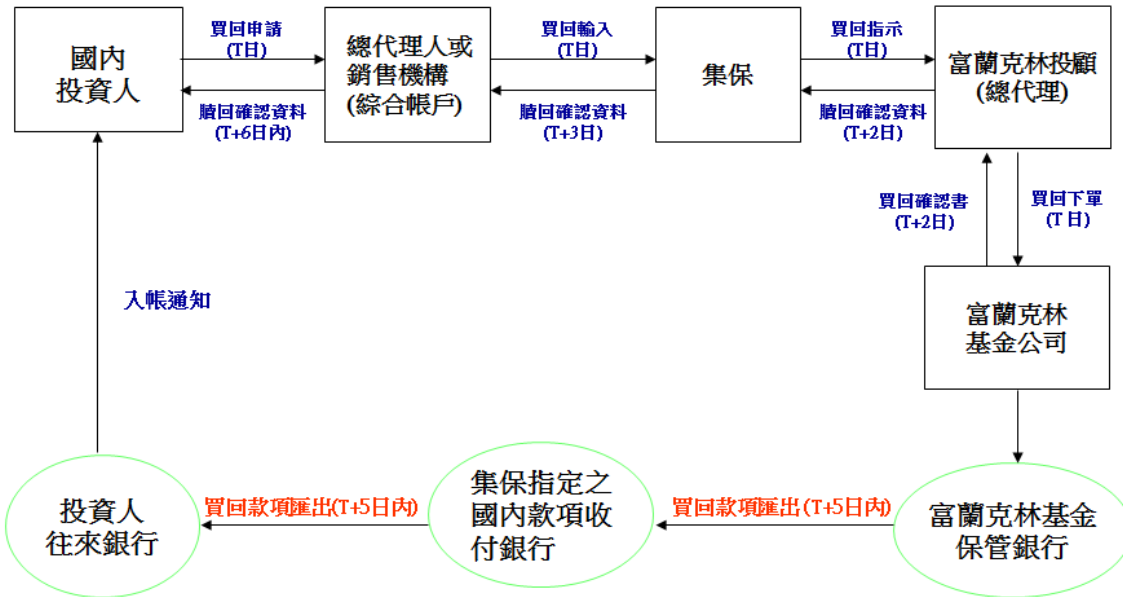 買回申請
(T日)
買回輸入
(T日)
買回指示
(T日)
國內
投資人
總代理人或
銷售機構
(綜合帳戶)
集保
富蘭克林投顧
(總代理)
贖回確認資料
(T+6日內)
贖回確認資料
(T+3日)
贖回確認資料
(T+2日)
買回確認書
(T+2日)
買回下單
(T 日)
入帳通知
富蘭克林
基金公司
投資人
往來銀行
買回款項匯出(T+5日內)
集保指定之
國內款項收
付銀行
買回款項匯出 (T+5日內)
富蘭克林基金
保管銀行